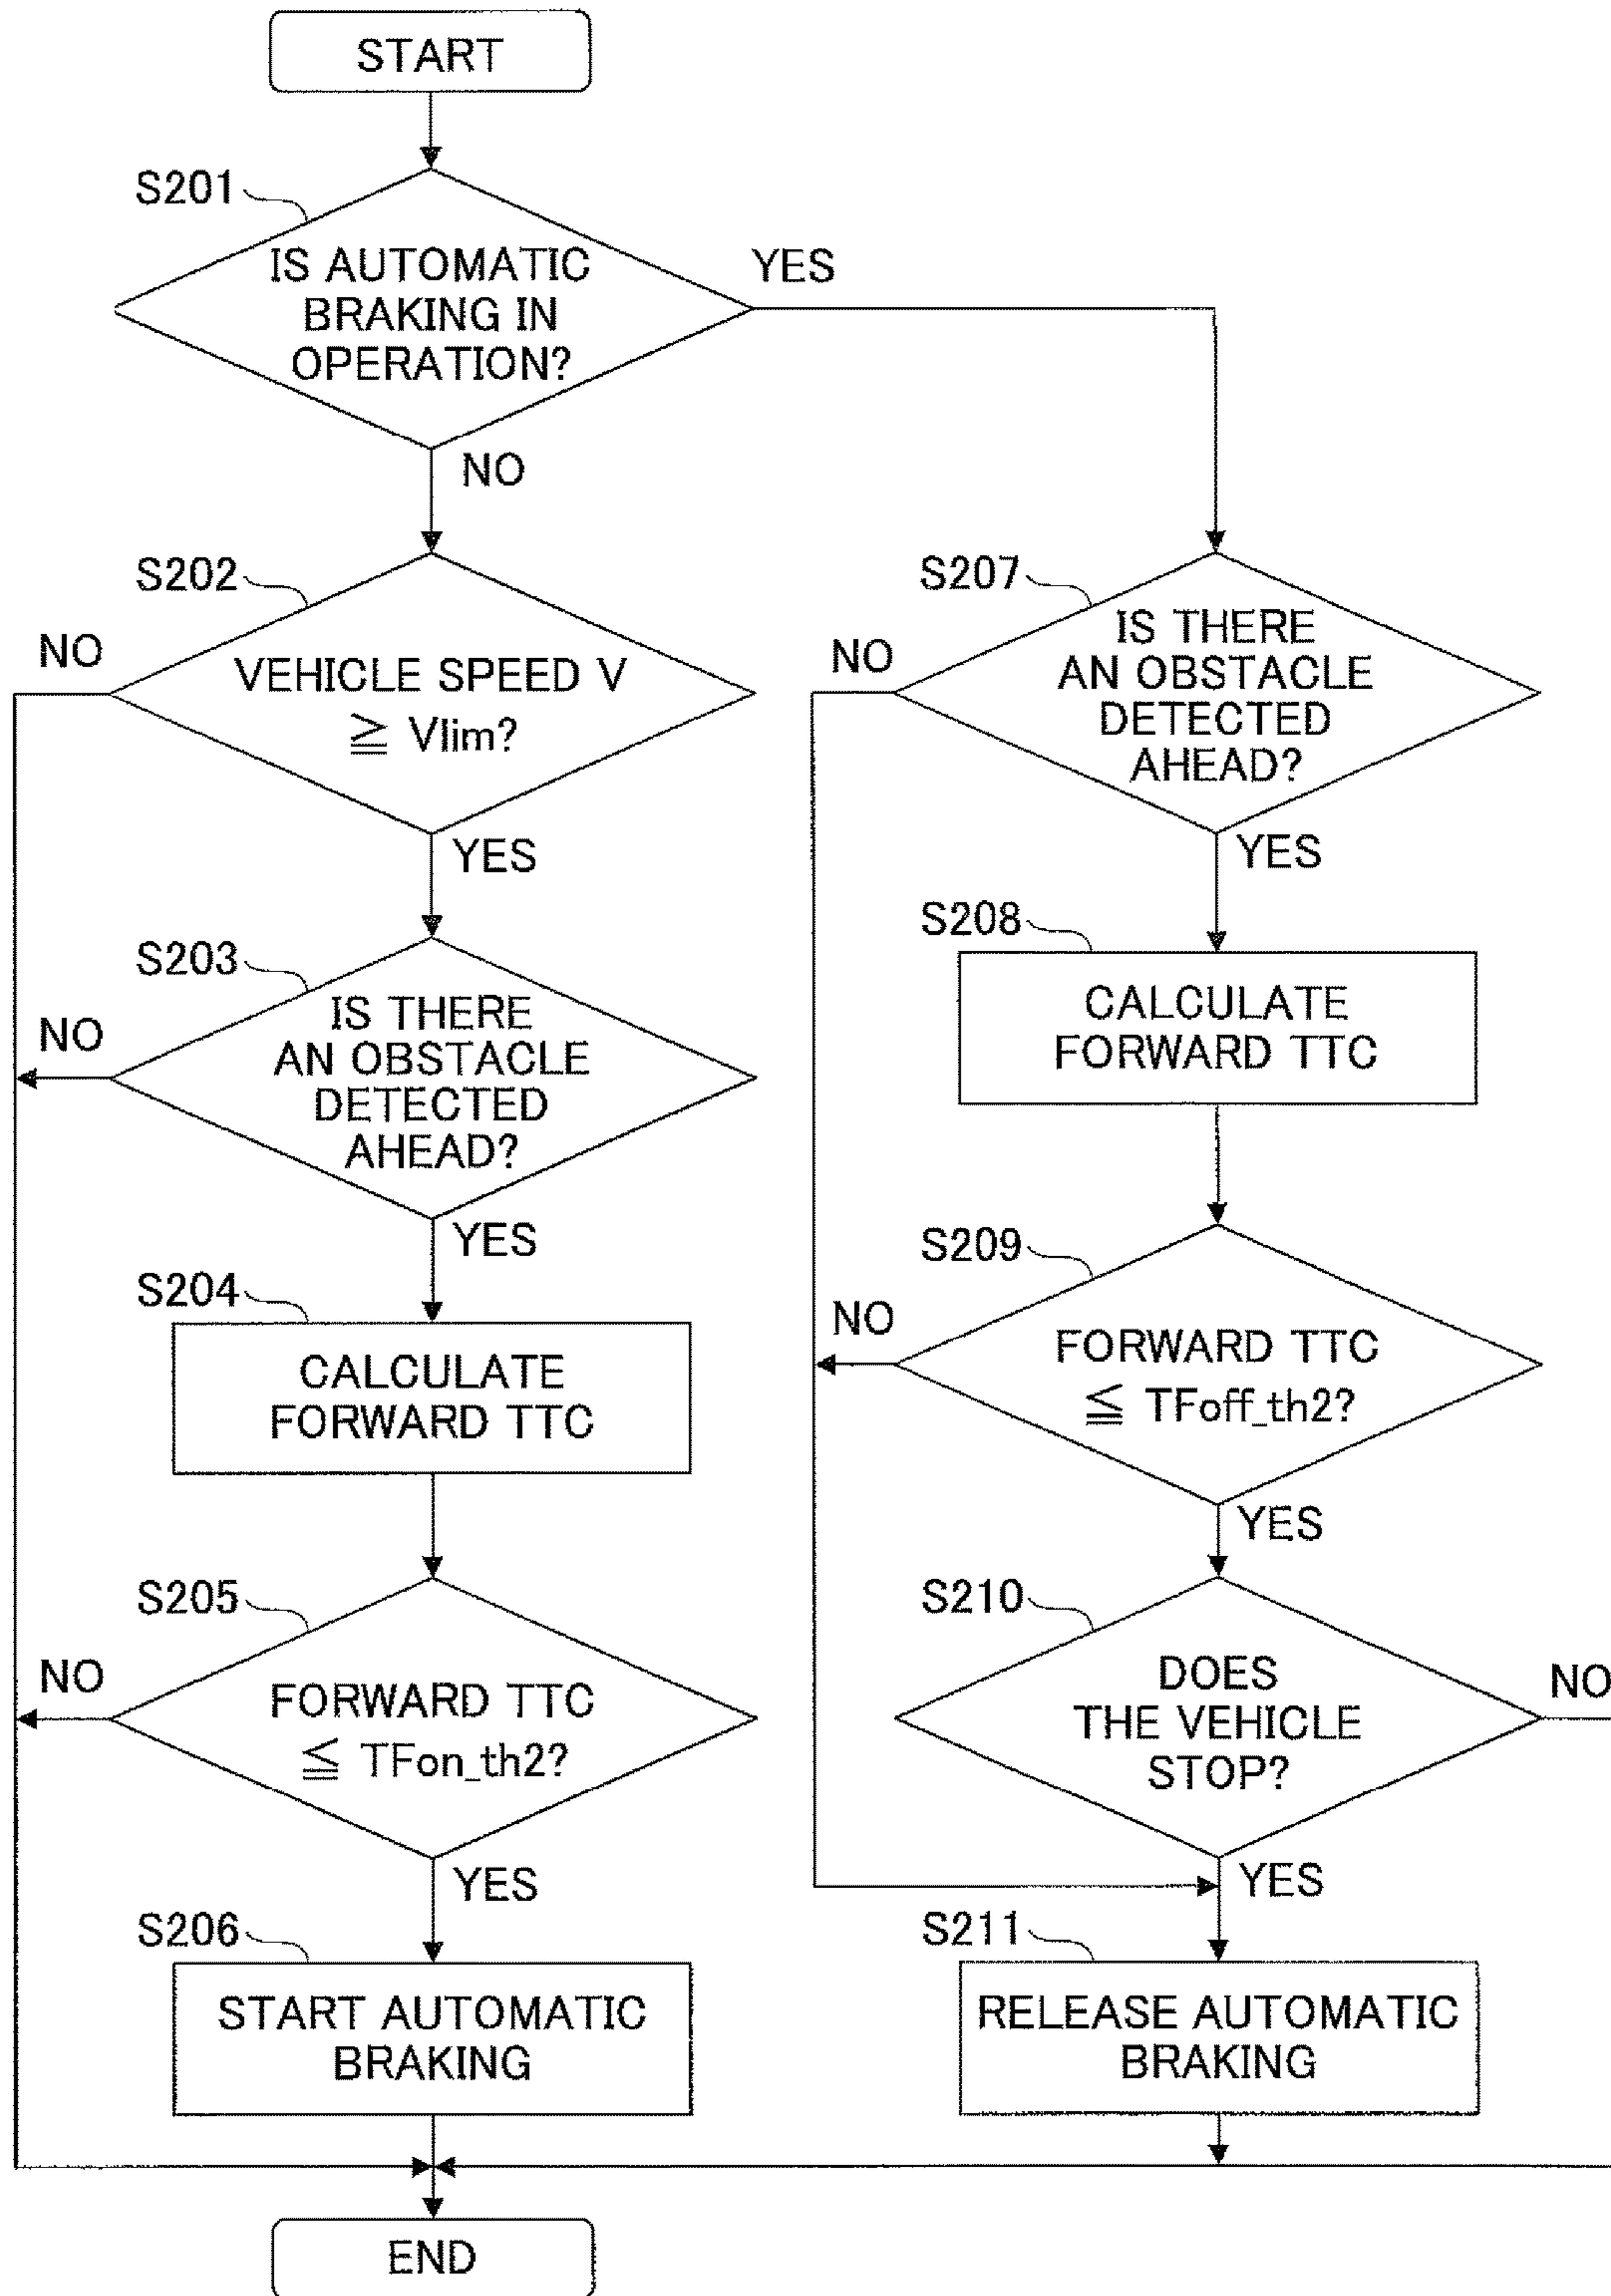 START
S201
IS AUTOMATIC
BRAKING IN
OPERATION?
YES
NO
S202
NO
VEHICLE SPEED V
≧ Vlim?
YES
S203
NO
IS THERE
AN OBSTACLE
DETECTED
AHEAD?
YES
S204
CALCULATE
FORWARD TTC
S205
NO
FORWARD TTC
≦ TFon_th2?
YES
S206
START AUTOMATIC
BRAKING
S207
NO
IS THERE
AN OBSTACLE
DETECTED
AHEAD?
YES
S208
CALCULATE
FORWARD TTC
S209
NO
FORWARD TTC
≦ TFoff_th2?
YES
S210
DOES
THE VEHICLE
STOP?
NO
YES
S211
RELEASE AUTOMATIC
BRAKING
END